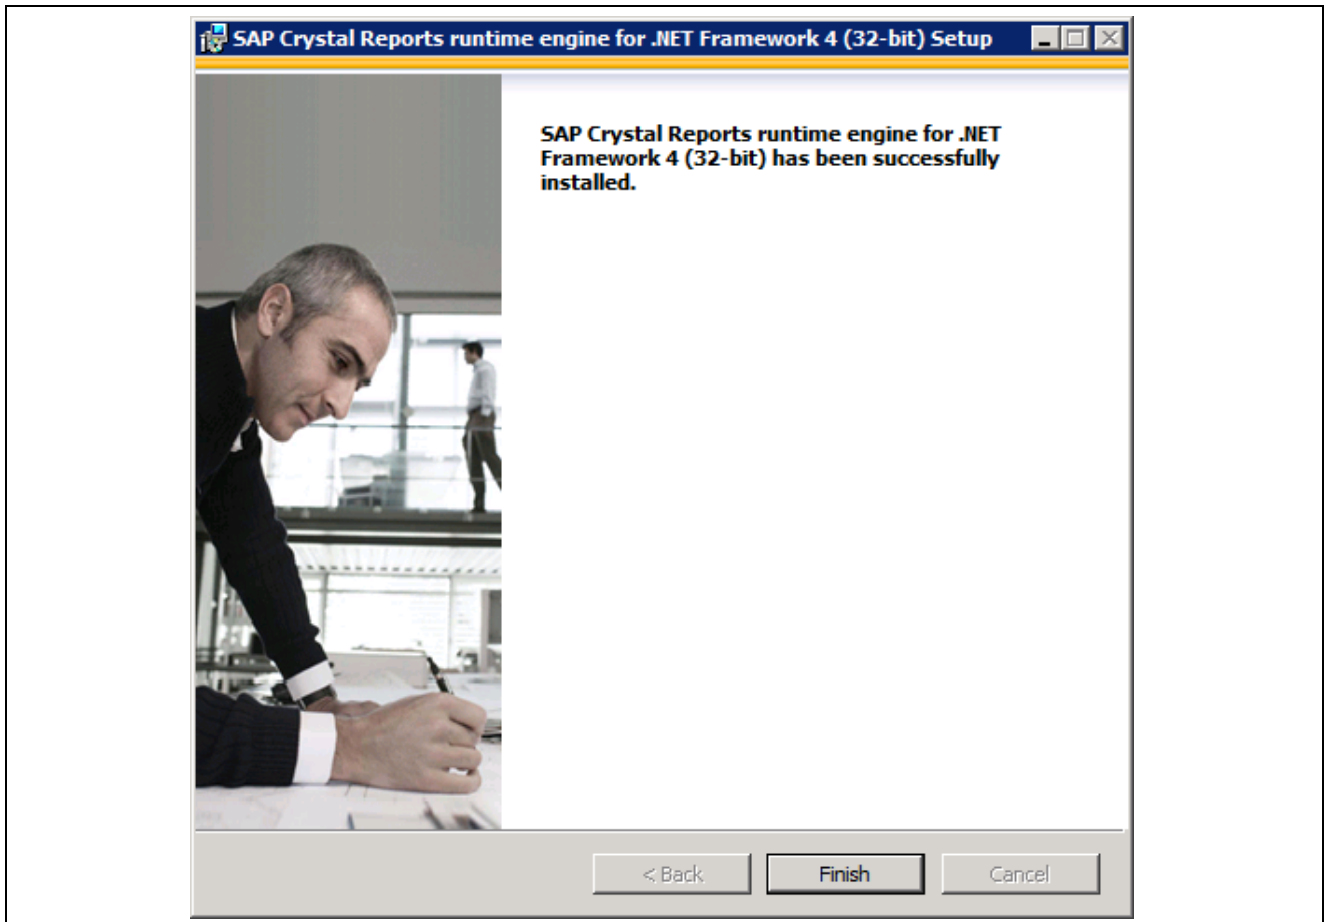 SAP Crystal Reports runtime engine for .NET Framework 4 (32-bit) Setup
SAP Crystal Reports runtime engine for .NET
Framework 4 (32-bit) has been successfully
installed.
< Back
Finish
Cancel